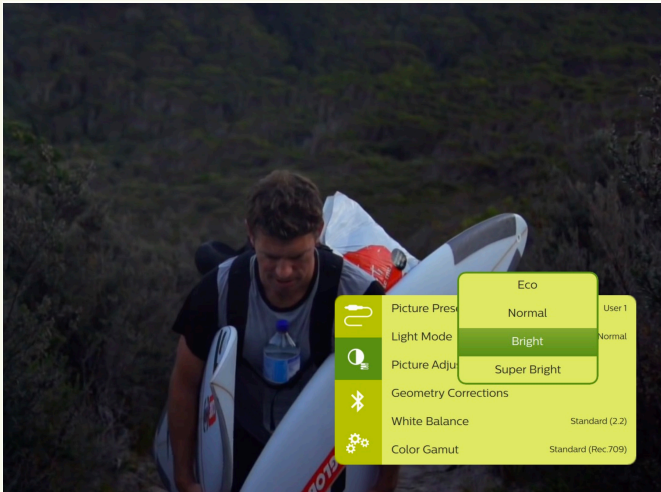 Eco
Picture Prese
Normal
User 1
Light Mode
Bright
Normal
Picture Adju
Super Bright
Geometry Corrections
White Balance
Standard (2.2)
Color Gamut
Standard (Rec.709)